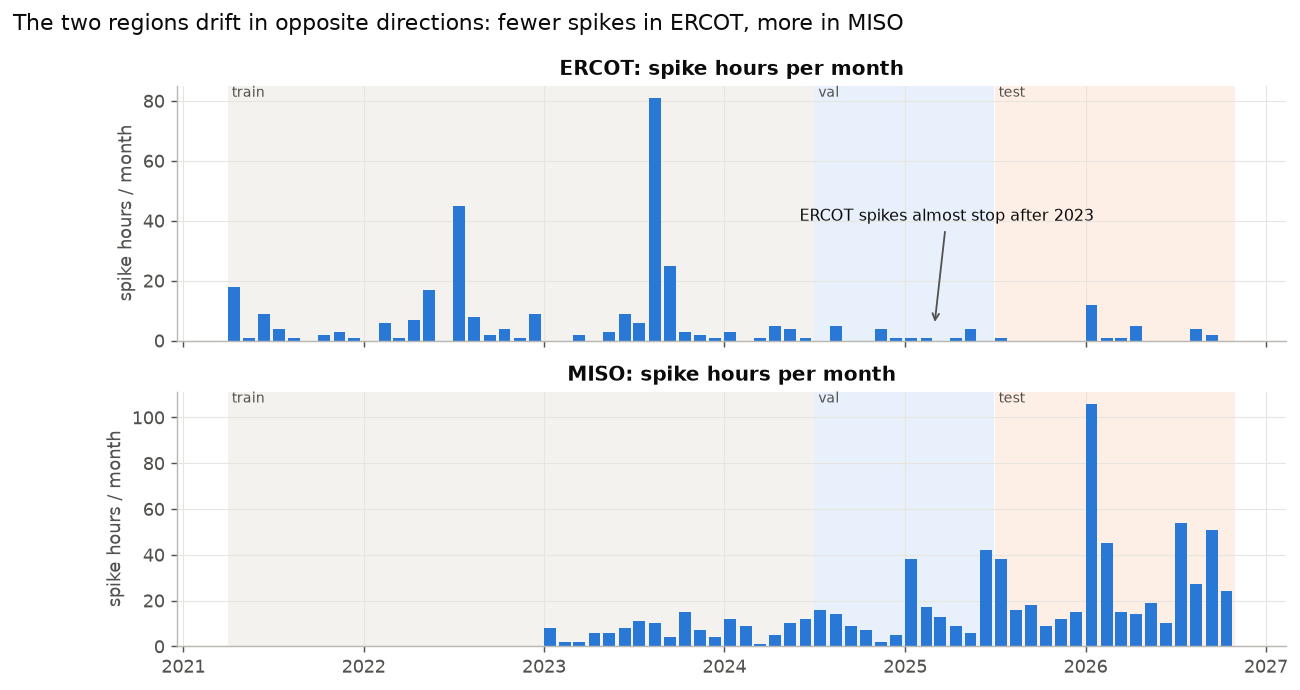 The two regions drift in opposite directions: fewer spikes in ERCOT, more in MISO
ERCOT: spike hours per month
train
val
test
80
60
40
20
0
spike hours / month
ERCOT spikes almost stop after 2023
MISO: spike hours per month
train
val
test
100
80
60
40
20
0
spike hours / month
2021
2022
2023
2024
2025
2026
2027